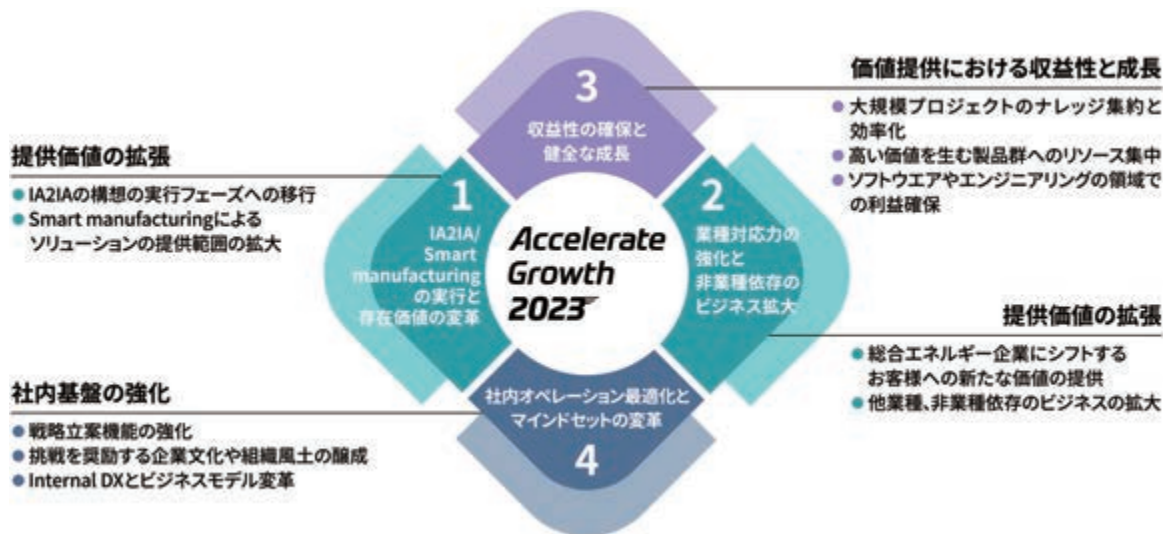 3
収益性の確保と
健全な成長
価値提供における収益性と成長
● 大規模プロジェクトのナレッジ集約と
効率化
● 高い価値を生む製品群へのリソース集中
● ソフトウエアやエンジニアリングの領域で
の利益確保
提供価値の拡張
● IA2IAの構想の実行フェーズへの移行
● Smart manufacturingによる
ソリューションの提供範囲の拡大
1
IA2IA/
Smart
manufacturing
の実行と
存在価値の変革
Accelerate
Growth
2023
2
業種対応力の
強化と
非業種依存の
ビジネス拡大
提供価値の拡張
● 総合エネルギー企業にシフトする
お客様への新たな価値の提供
● 他業種、非業種依存のビジネスの拡大
社内基盤の強化
● 戦略立案機能の強化
● 挑戦を奨励する企業文化や組織風土の醸成
● Internal DXとビジネスモデル変革
社内オペレーション最適化と
マインドセットの変革
4